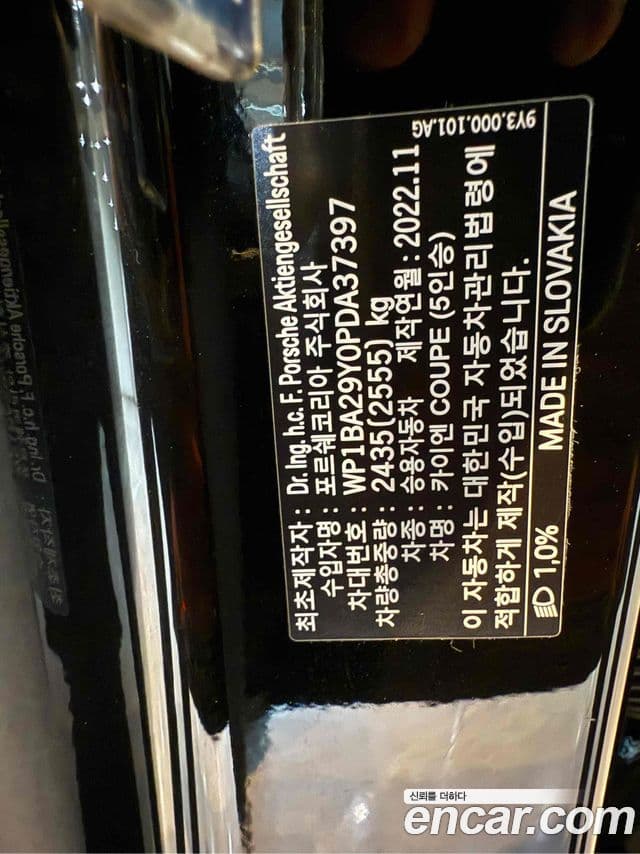 최초제작자 : Dr. Ing. h.c. F. Porsche Aktiengesellschaft
수입자명 : 포르쉐코리아 주식회사
차대번호 : WP1BA29Y0PDA37397
차량총중량 : 2435(2555) kg
차종 : 승용자동차 제작연월 : 2022.11
차명 : 카이엔 COUPE (5인승)
이 자동차는 대한민국 자동차관리법령에
적합하게 제작(수입)되었습니다.
1,0% MADE IN SLOVAKIA
9Y3.000.101.AG
신뢰를 더하다
encar.com